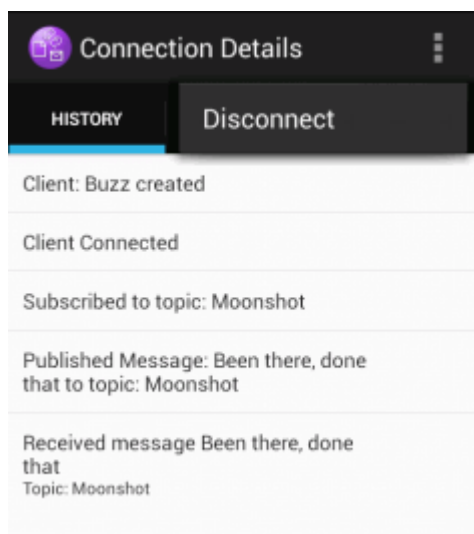 Connection Details
HISTORY
Disconnect
Client: Buzz created
Client Connected
Subscribed to topic: Moonshot
Published Message: Been there, done
that to topic: Moonshot
Received message Been there, done
that
Topic: Moonshot